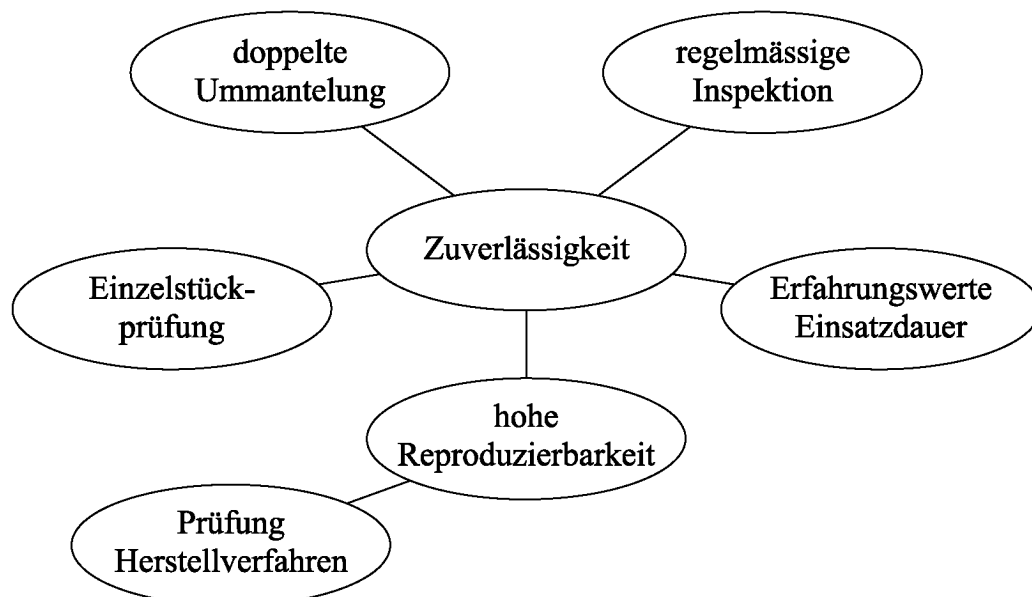 doppelte
Ummantelung
regelmässige
Inspektion
Zuverlässigkeit
Einzelstück-
prüfung
Erfahrungswerte
Einsatzdauer
hohe
Reproduzierbarkeit
Prüfung
Herstellverfahren